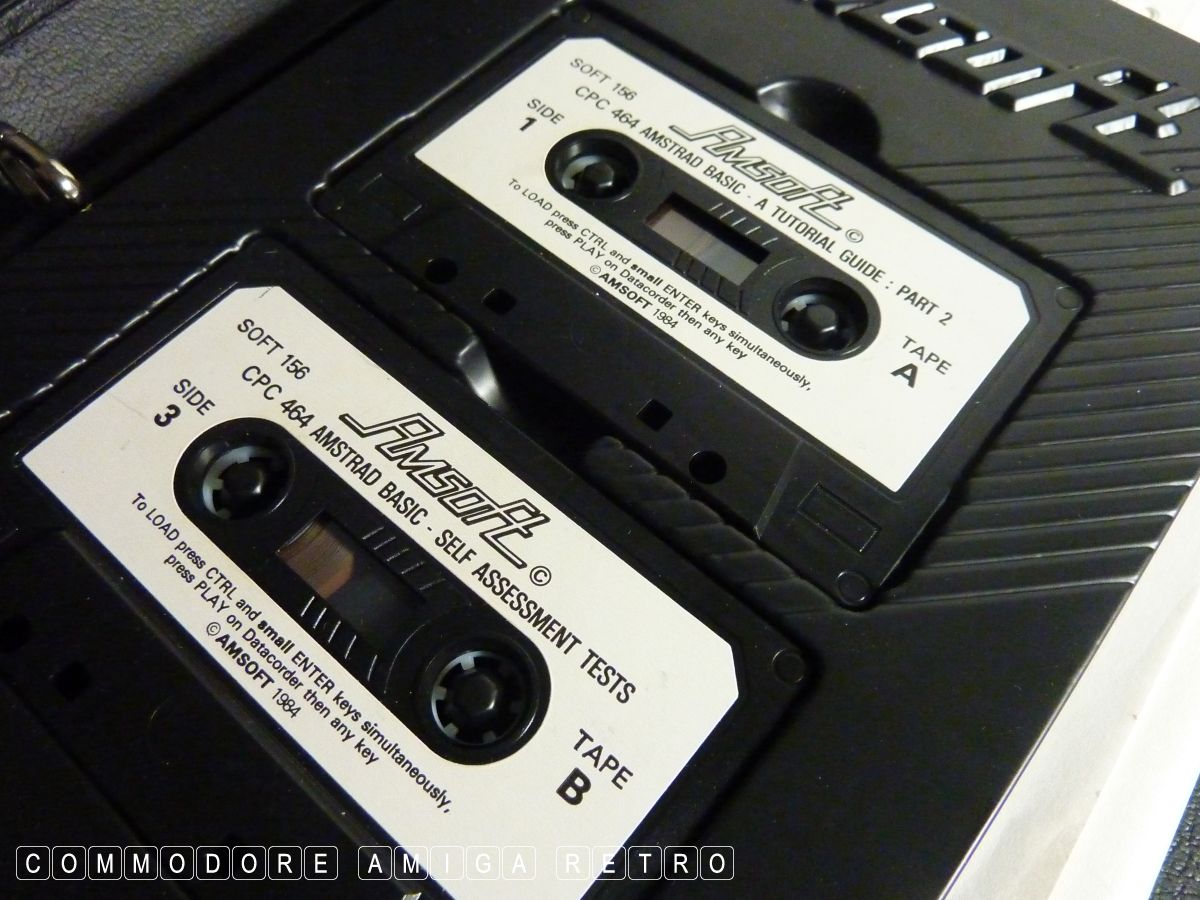 Amsoft
SOFT 156
CPC 464 AMSTRAD BASIC - A TUTORIAL GUIDE : PART 2
Amsoft ©
SIDE
1
TAPE
A
To LOAD press CTRL and small ENTER keys simultaneously,
press PLAY on Datacorder then any key
© AMSOFT 1984
SOFT 156
CPC 464 AMSTRAD BASIC - SELF ASSESSMENT TESTS
Amsoft ©
SIDE
3
TAPE
B
To LOAD press CTRL and small ENTER keys simultaneously,
press PLAY on Datacorder then any key
© AMSOFT 1984
COMMODORE AMIGA RETRO